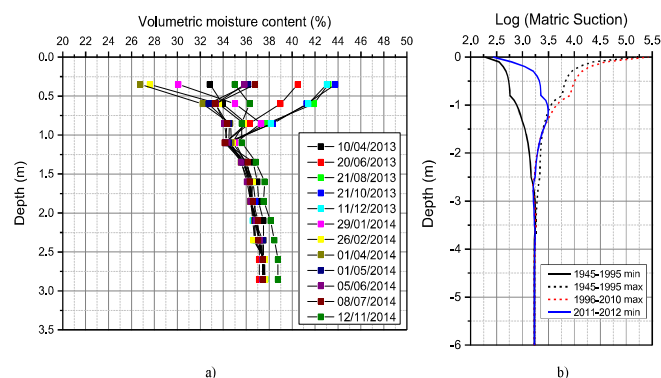 Volumetric moisture content (%)
20 22 24 26 28 30 32 34 36 38 40 42 44 46 48 50
Depth (m)
0.0
0.5
1.0
1.5
2.0
2.5
3.0
3.5
10/04/2013
20/06/2013
21/08/2013
21/10/2013
11/12/2013
29/01/2014
26/02/2014
01/04/2014
01/05/2014
05/06/2014
08/07/2014
12/11/2014
a)
Log (Matric Suction)
2.0 2.5 3.0 3.5 4.0 4.5 5.0 5.5
Depth (m)
0
-1
-2
-3
-4
-5
-6
1945-1995 min
1945-1995 max
1996-2010 max
2011-2012 min
b)